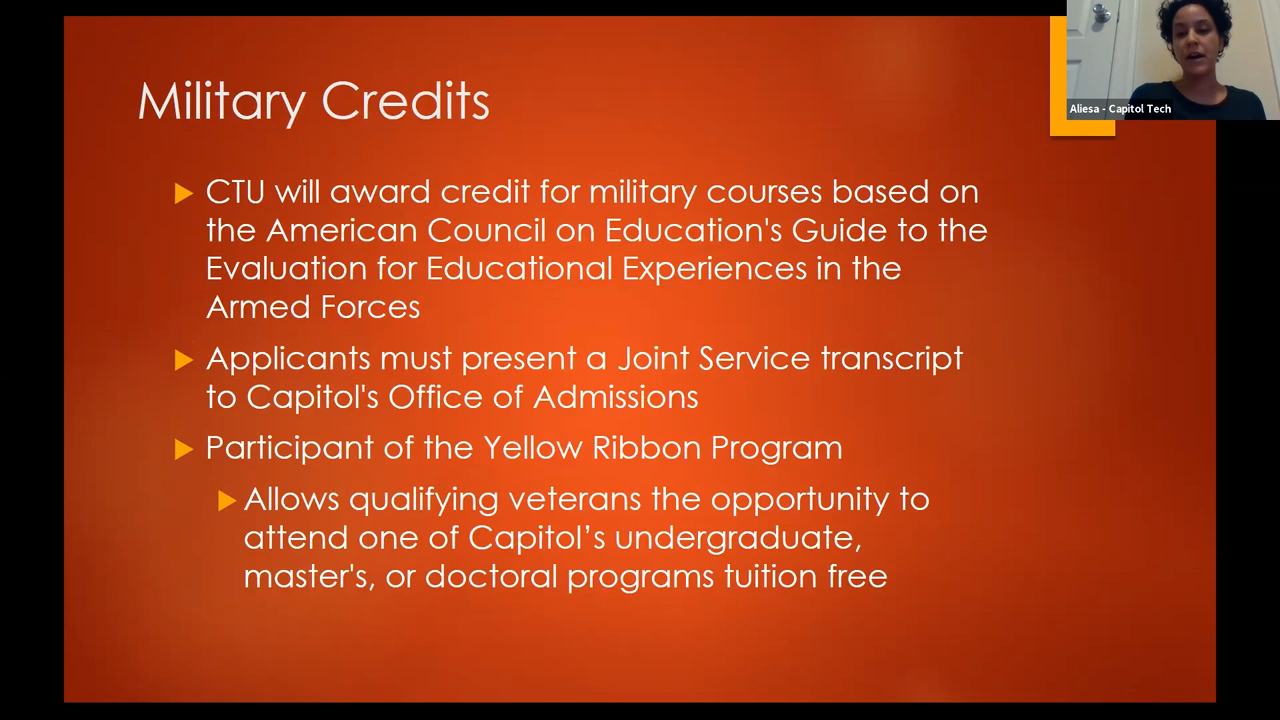 Military Credits
Aliesa - Capitol Tech
CTU will award credit for military courses based on
the American Council on Education's Guide to the
Evaluation for Educational Experiences in the
Armed Forces
Applicants must present a Joint Service transcript
to Capitol's Office of Admissions
Participant of the Yellow Ribbon Program
Allows qualifying veterans the opportunity to
attend one of Capitol’s undergraduate,
master's, or doctoral programs tuition free